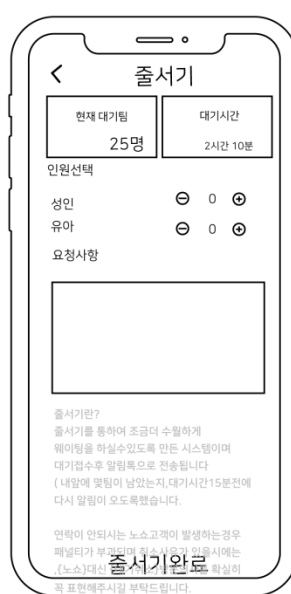 줄서기
현재 대기팀
대기시간
25명
2시간 10분
인원선택
성인
0
유아
0
요청사항
줄서기란?
줄서기를 통하여 조금더 수월하게
웨이팅을 하실수있도록 만든 시스템이며
대기접수후 알림톡으로 전송됩니다
( 내앞에 몇팀이 남았는지,대기시간15분전에
다시 알림이 오도록했습니다.
연락이 안되시는 노쇼고객이 발생하는경우
패널티가 부과되며 취소사유가 있을시에는
,{노쇼}대신 확실히
꼭 표현해주시길 부탁드립니다.
줄서기완료